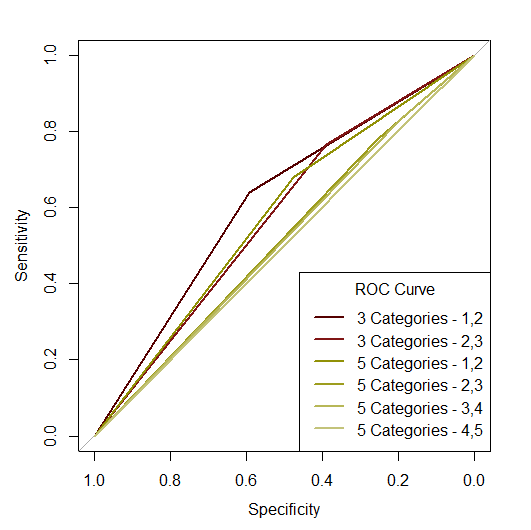 1.0
0.8
0.6
0.4
0.2
0.0
Sensitivity
ROC Curve
3 Categories - 1,2
3 Categories - 2,3
5 Categories - 1,2
5 Categories - 2,3
5 Categories - 3,4
5 Categories - 4,5
1.0 0.8 0.6 0.4 0.2 0.0
Specificity